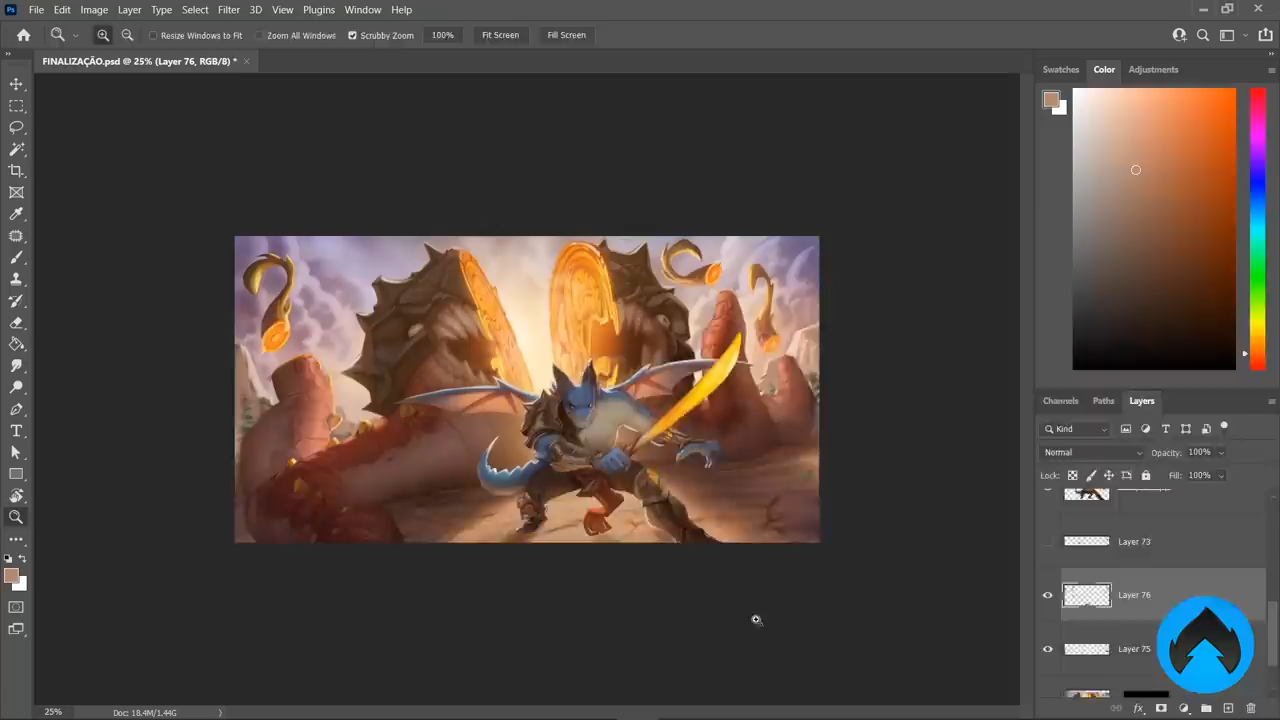 Ps File Edit Image Layer Type Select Filter 3D View Plugins Window Help
Resize Windows to Fit Zoom All Windows Scrubby Zoom 100% Fit Screen Fill Screen
FINALIZAÇÃO.psd @ 25% (Layer 76, RGB/8) *
Swatches Color Adjustments
Channels Paths Layers
Kind
Normal Opacity: 100%
Lock: Fill: 100%
Layer 73
Layer 76
Layer 75
25% Doc: 18.4M/1.44G